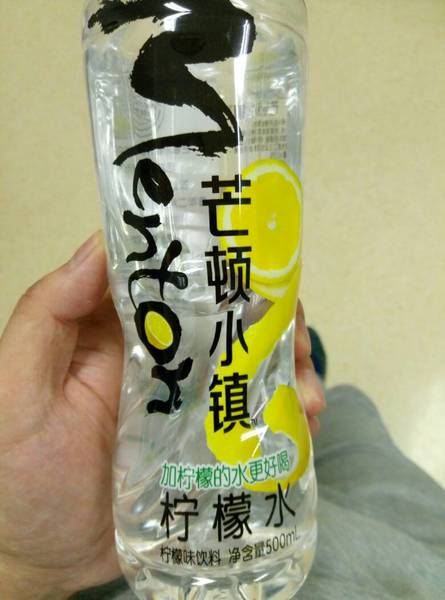 Menton
芒顿小镇
加柠檬的水更好喝
柠檬水
柠檬味饮料 净含量500mL